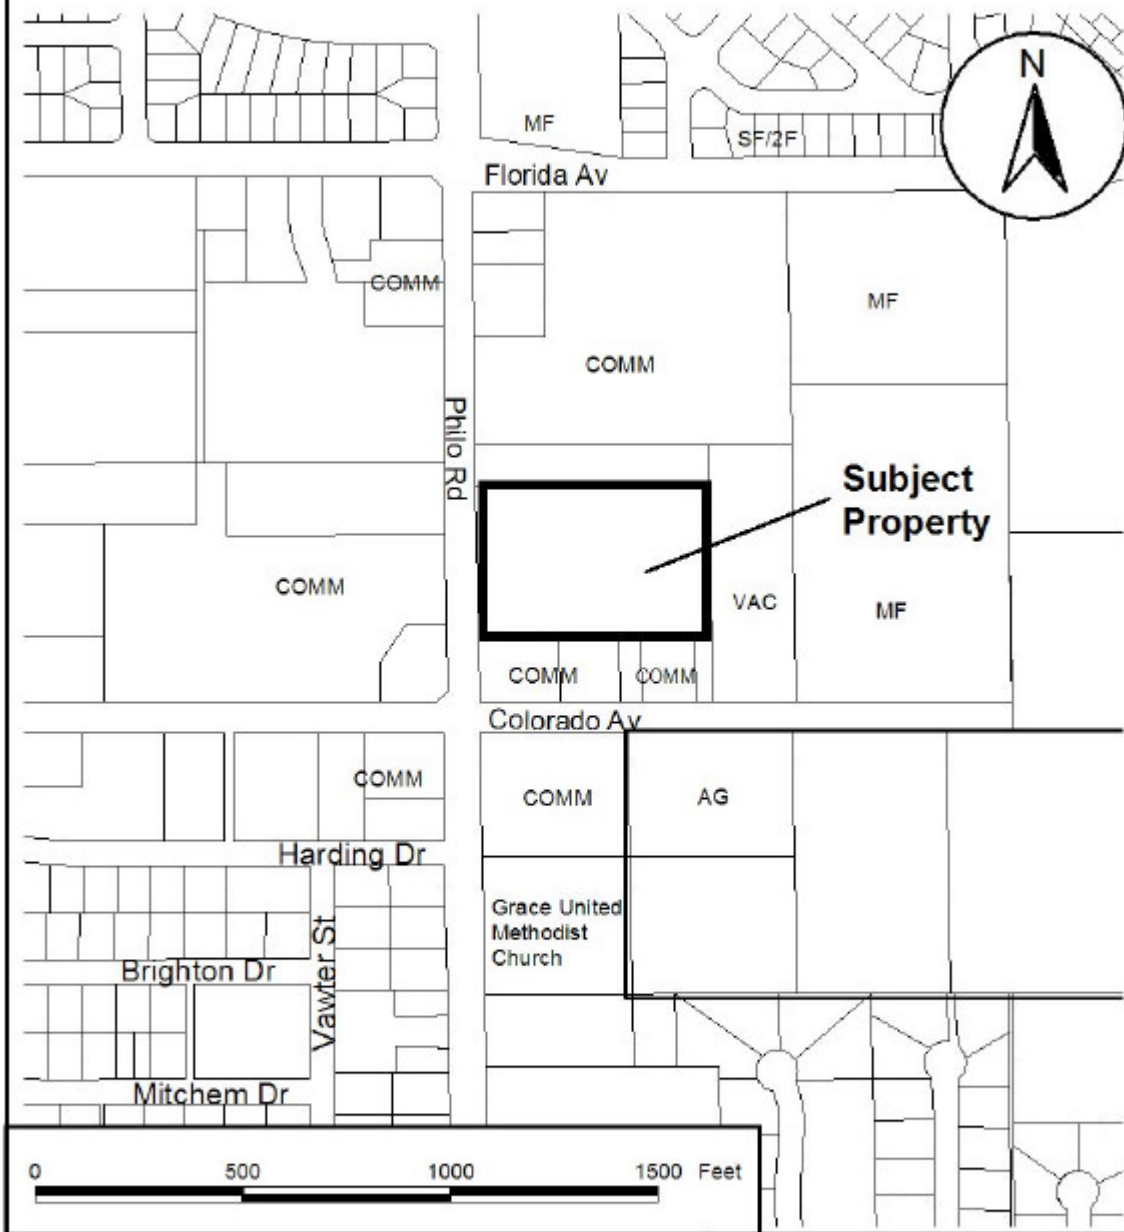 N
MF
SF/2F
Florida Av
COMM
MF
COMM
Philo Rd
Subject
Property
COMM
VAC
MF
COMM
COMM
Colorado Av
COMM
COMM
AG
Harding Dr
Grace United
Methodist
Church
Vawter St
Brighton Dr
Mitchem Dr
0 500 1000 1500 Feet